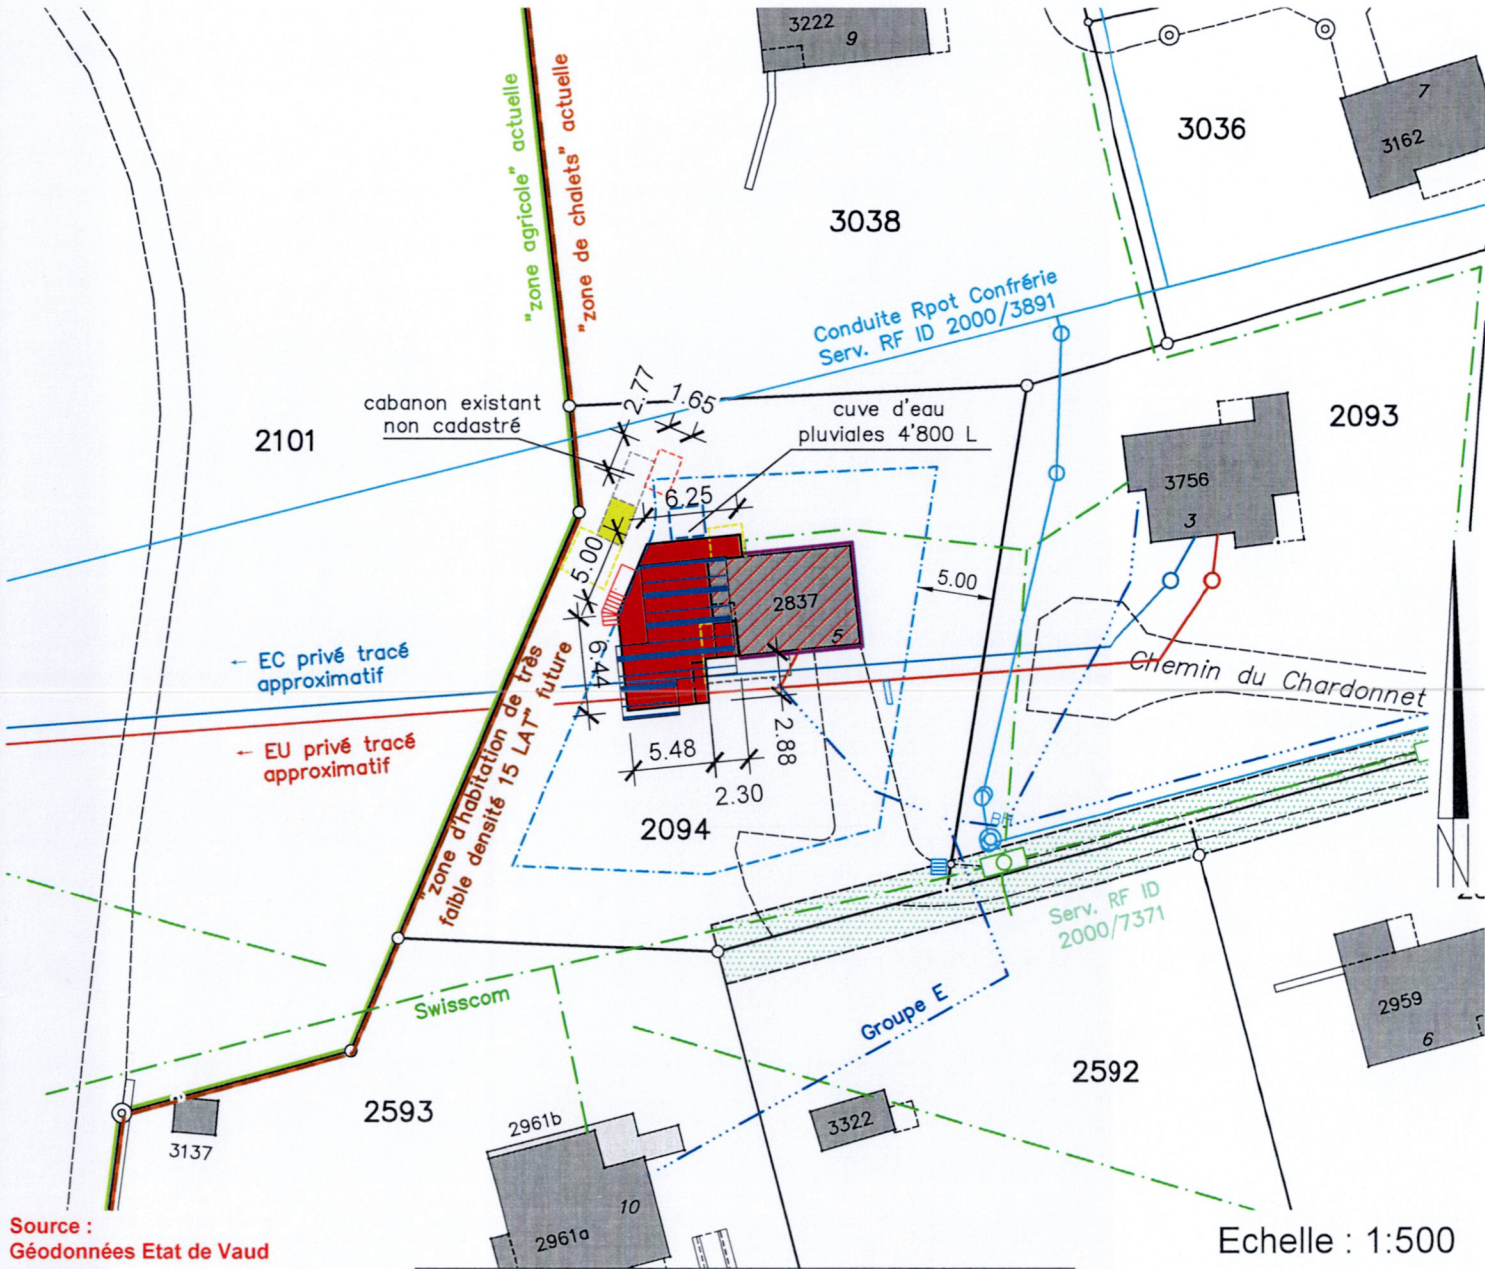 3222
9
7
3162
3036
"zone agricole" actuelle
"zone de chalets" actuelle
3038
Conduite Rpot Confrérie
Serv. RF ID 2000/3891
2.77
1.65
cabanon existant
non cadastré
cuve d'eau
pluviales 4'800 L
2101
2093
3756
3
6.25
5.00
5.00
2837
5
6.44
← EC privé tracé
approximatif
Chemin du Chardonnet
← EU privé tracé
approximatif
"zone d'habitation de très
faible densité 15 LAT" future
5.48
2.88
2.30
2094
BH
N
Serv. RF ID
2000/7371
Swisscom
Groupe E
2959
6
2592
2593
2961b
3322
3137
10
2961a
Source :
Géodonnées Etat de Vaud
Echelle : 1:500